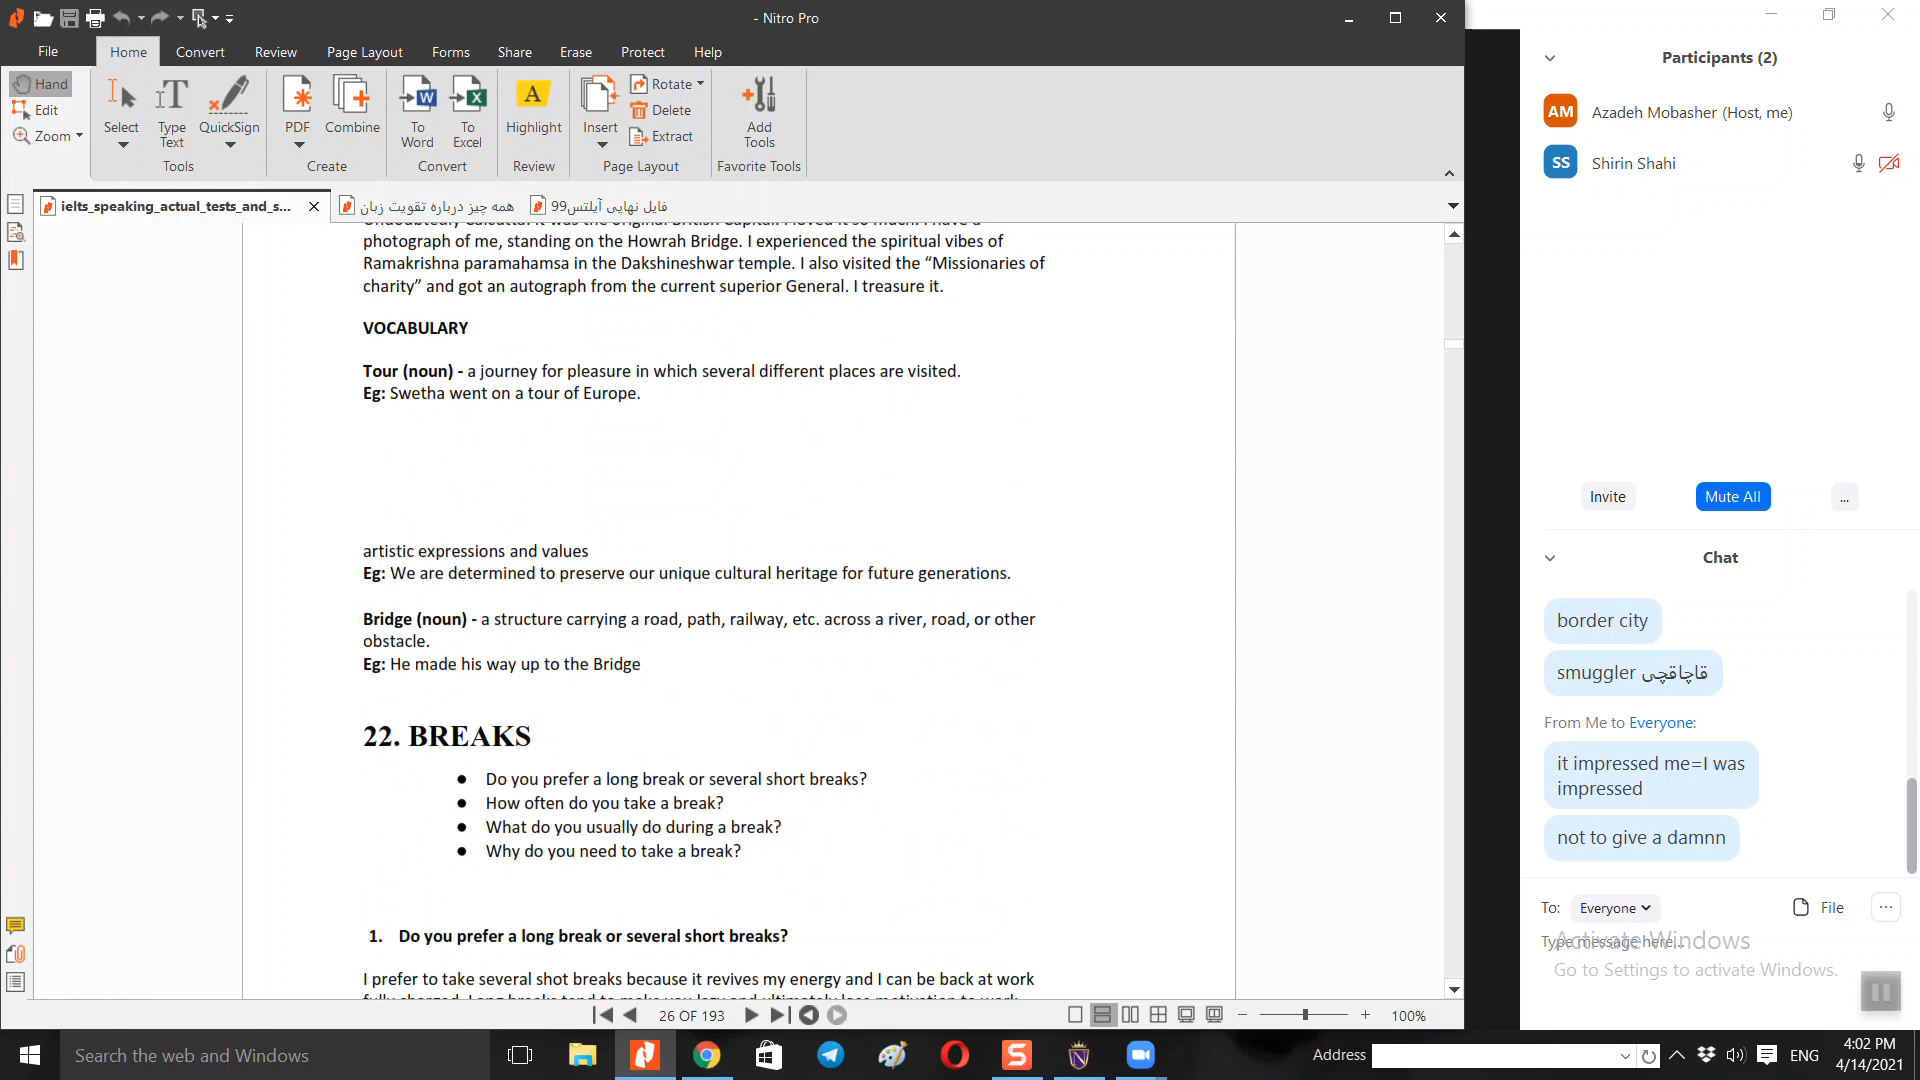 - Nitro Pro
File
Home
Convert
Review
Page Layout
Forms
Share
Erase
Protect
Help
Hand
Edit
Zoom
Select
Type
Text
QuickSign
Tools
PDF
Combine
Create
To
Word
To
Excel
Convert
Highlight
Review
Insert
Rotate
Delete
Extract
Page Layout
Add
Tools
Favorite Tools
ielts_speaking_actual_tests_and_s...
همه چیز درباره تقویت زبان
فایل نهایی آیلتس99
photograph of me, standing on the Howrah Bridge. I experienced the spiritual vibes of
Ramakrishna paramahamsa in the Dakshineshwar temple. I also visited the “Missionaries of
charity” and got an autograph from the current superior General. I treasure it.
VOCABULARY
Tour (noun) - a journey for pleasure in which several different places are visited.
Eg: Swetha went on a tour of Europe.
artistic expressions and values
Eg: We are determined to preserve our unique cultural heritage for future generations.
Bridge (noun) - a structure carrying a road, path, railway, etc. across a river, road, or other
obstacle.
Eg: He made his way up to the Bridge
22. BREAKS
● Do you prefer a long break or several short breaks?
● How often do you take a break?
● What do you usually do during a break?
● Why do you need to take a break?
1. Do you prefer a long break or several short breaks?
I prefer to take several shot breaks because it revives my energy and I can be back at work
26 OF 193
100%
Participants (2)
AM Azadeh Mobasher (Host, me)
SS Shirin Shahi
Invite
Mute All
...
Chat
border city
smuggler قاچاقچی
From Me to Everyone:
it impressed me=I was
impressed
not to give a damnn
To: Everyone
File
Type message here...
Activate Windows
Go to Settings to activate Windows.
Search the web and Windows
Address
ENG
4:02 PM
4/14/2021